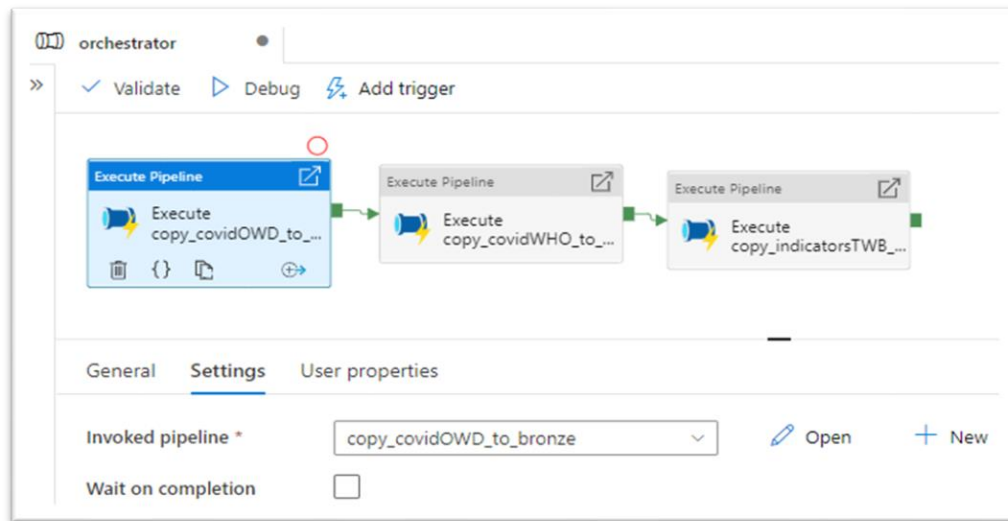 orchestrator
Validate Debug Add trigger
Execute Pipeline
Execute
copy_covidOWD_to_...
{}
Execute Pipeline
Execute
copy_covidWHO_to_...
Execute Pipeline
Execute
copy_indicatorsTWB_...
General Settings User properties
Invoked pipeline *
copy_covidOWD_to_bronze
Open
New
Wait on completion